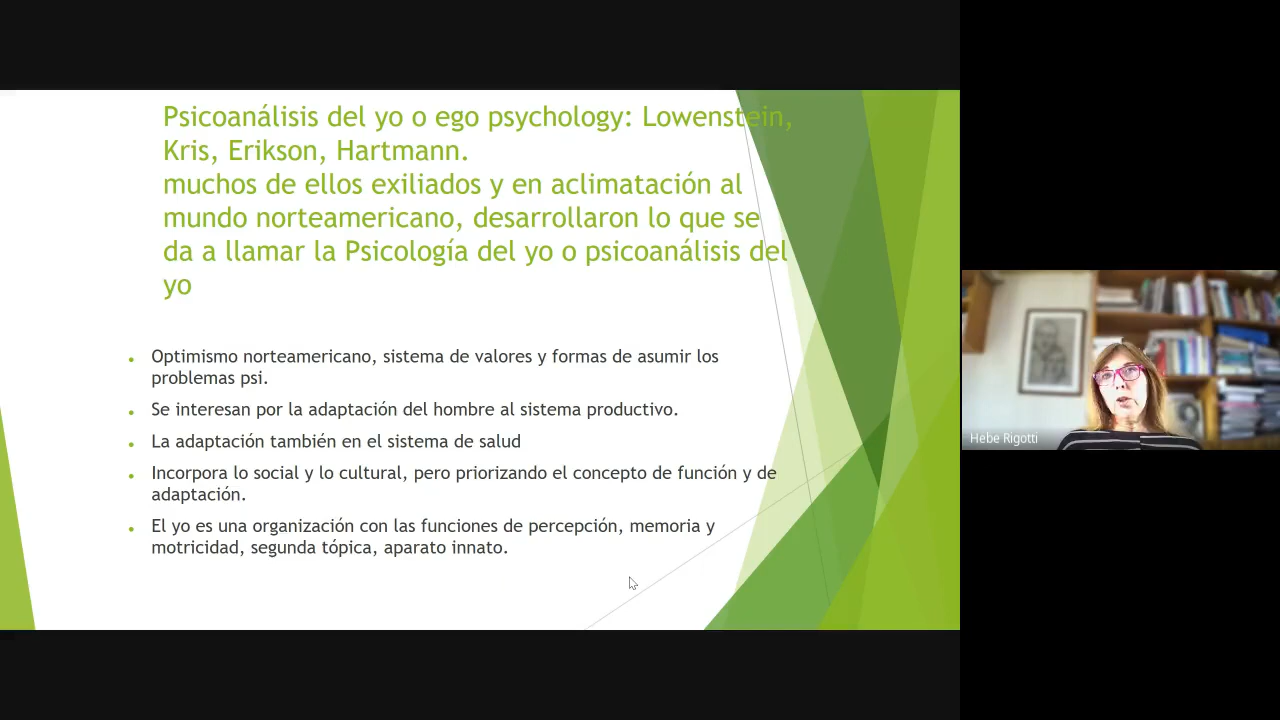 Psicoanálisis del yo o ego psychology: Lowenstein,
Kris, Erikson, Hartmann.
muchos de ellos exiliados y en aclimatación al
mundo norteamericano, desarrollaron lo que se
da a llamar la Psicología del yo o psicoanálisis del
yo
Optimismo norteamericano, sistema de valores y formas de asumir los
problemas psi.
Se interesan por la adaptación del hombre al sistema productivo.
La adaptación también en el sistema de salud
Incorpora lo social y lo cultural, pero priorizando el concepto de función y de
adaptación.
El yo es una organización con las funciones de percepción, memoria y
motricidad, segunda tópica, aparato innato.
Hebe Rigotti